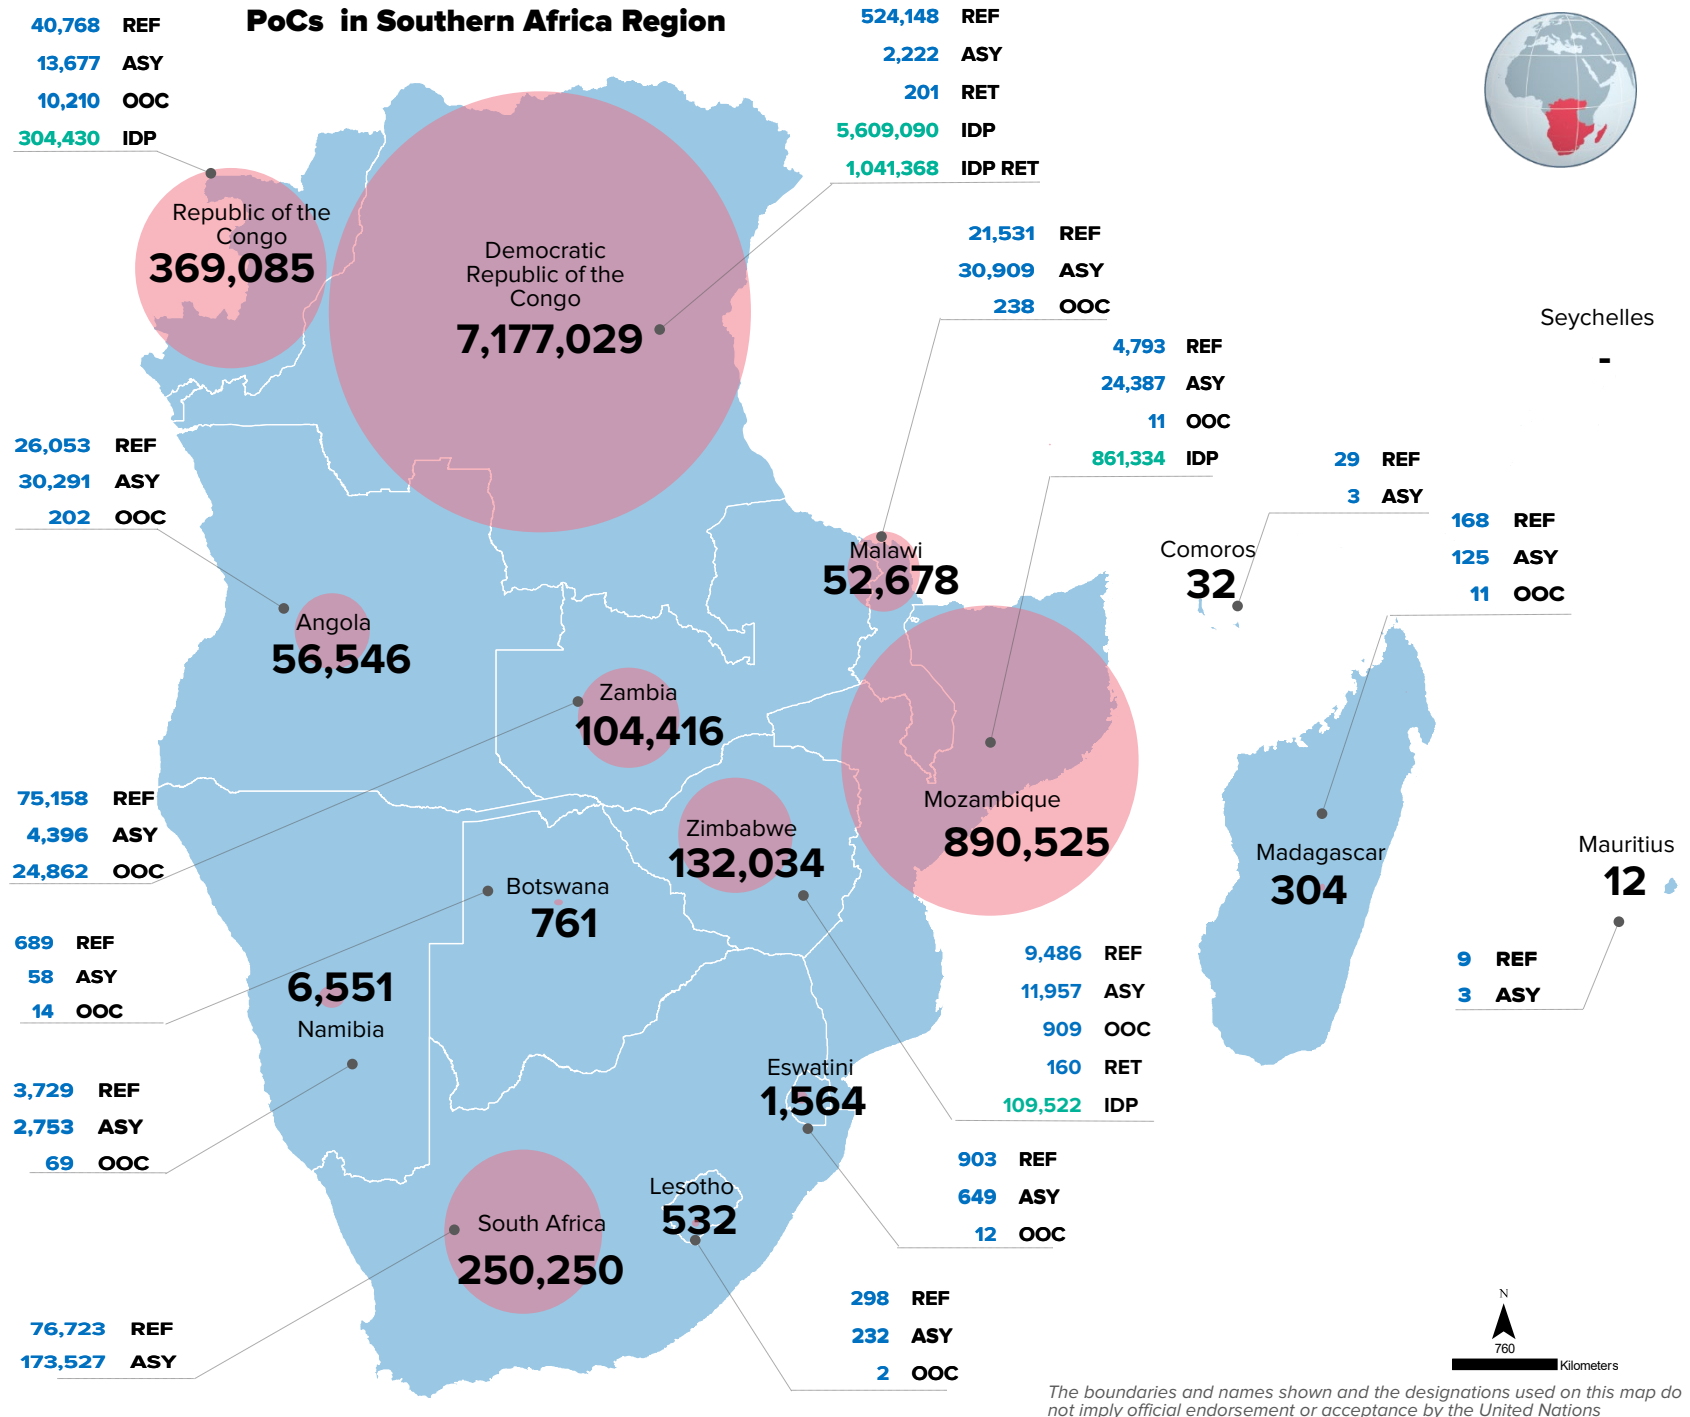 PoCs in Southern Africa Region
40,768 REF
13,677 ASY
10,210 OOC
304,430 IDP
524,148 REF
2,222 ASY
201 RET
5,609,090 IDP
1,041,368 IDP RET
Republic of the
Congo
369,085
Democratic
Republic of the
Congo
7,177,029
21,531 REF
30,909 ASY
238 OOC
Seychelles
-
4,793 REF
24,387 ASY
11 OOC
861,334 IDP
26,053 REF
30,291 ASY
202 OOC
29 REF
3 ASY
168 REF
125 ASY
11 OOC
Malawi
52,678
Comoros
32
Angola
56,546
Zambia
104,416
75,158 REF
4,396 ASY
24,862 OOC
Mozambique
890,525
Zimbabwe
132,034
Madagascar
304
Mauritius
12
Botswana
761
689 REF
58 ASY
14 OOC
6,551
Namibia
9,486 REF
11,957 ASY
909 OOC
160 RET
109,522 IDP
9 REF
3 ASY
3,729 REF
2,753 ASY
69 OOC
Eswatini
1,564
903 REF
649 ASY
12 OOC
Lesotho
532
South Africa
250,250
298 REF
232 ASY
2 OOC
76,723 REF
173,527 ASY
N
760
Kilometers
The boundaries and names shown and the designations used on this map do
not imply official endorsement or acceptance by the United Nations